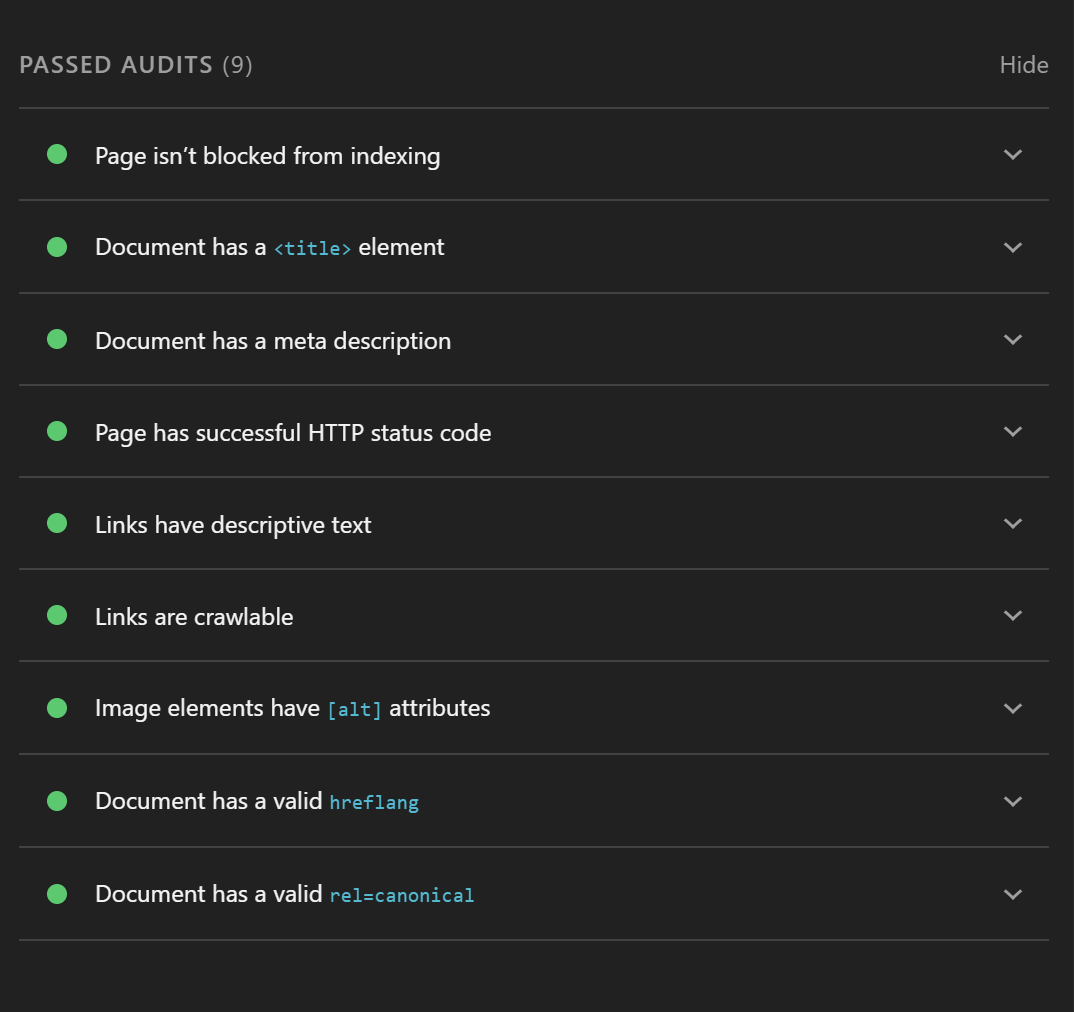 PASSED AUDITS (9)
Hide
Page isn’t blocked from indexing
Document has a <title> element
Document has a meta description
Page has successful HTTP status code
Links have descriptive text
Links are crawlable
Image elements have [alt] attributes
Document has a valid hreflang
Document has a valid rel=canonical